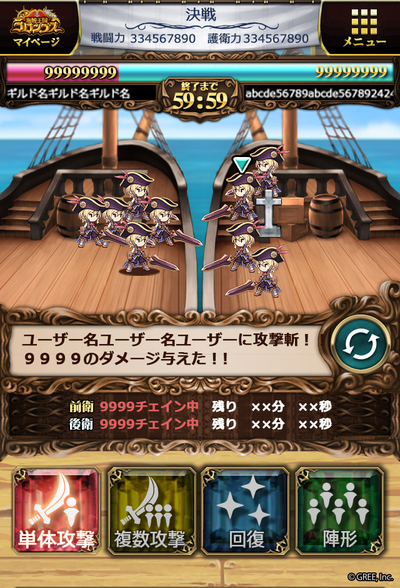 決戦
戦闘力 334567890 護衛力 334567890
マイページ
メニュー
99999999
終了まで
59:59
99999999
ギルド名ギルド名ギルド名
abcde56789abcde567892424
ユーザー名ユーザー名ユーザーに攻撃斬！
９９９９のダメージ与えた！！
前衛 9999チェイン中 残り ××分 ××秒
後衛 9999チェイン中 残り ××分 ××秒
単体攻撃
複数攻撃
回復
陣形
©GREE, Inc.